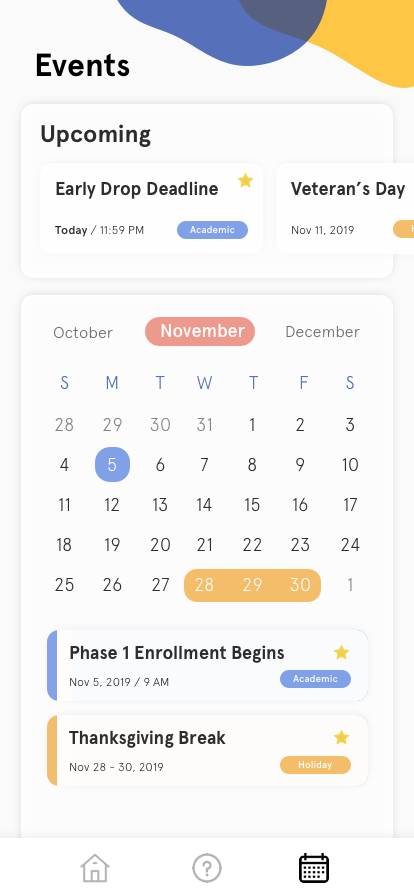 Events
Upcoming
Early Drop Deadline
Today / 11:59 PM Academic
Veteran's Day
Nov 11, 2019
October November December
S M T W T F S
28 29 30 31 1 2 3
4 5 6 7 8 9 10
11 12 13 14 15 16 17
18 19 20 21 22 23 24
25 26 27 28 29 30 1
Phase 1 Enrollment Begins
Nov 5, 2019 / 9 AM Academic
Thanksgiving Break
Nov 28 - 30, 2019 Holiday
?